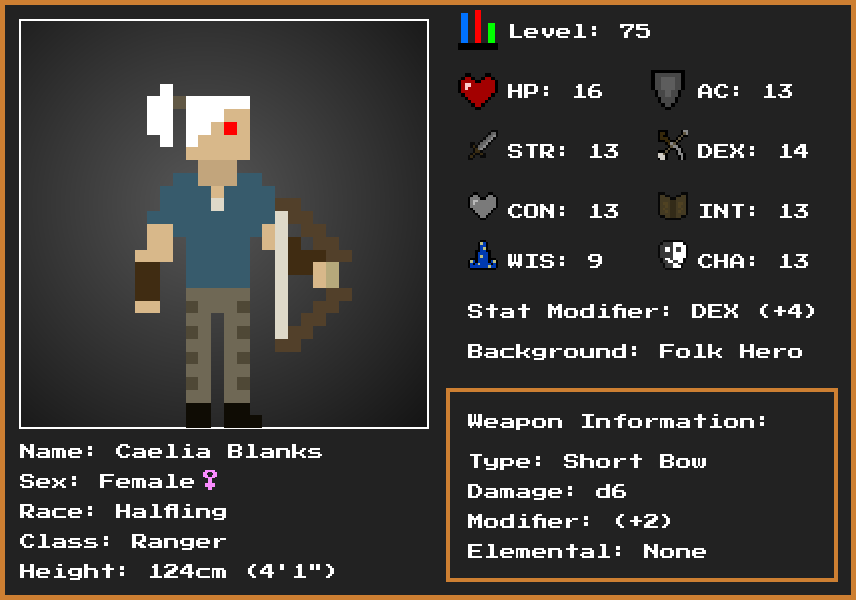 Level: 75
HP: 16 AC: 13
STR: 13 DEX: 14
CON: 13 INT: 13
WIS: 9 CHA: 13
Stat Modifier: DEX (+4)
Background: Folk Hero
Weapon Information:
Type: Short Bow
Damage: d6
Modifier: (+2)
Elemental: None
Name: Caelia Blanks
Sex: Female♀
Race: Halfling
Class: Ranger
Height: 124cm (4'1")